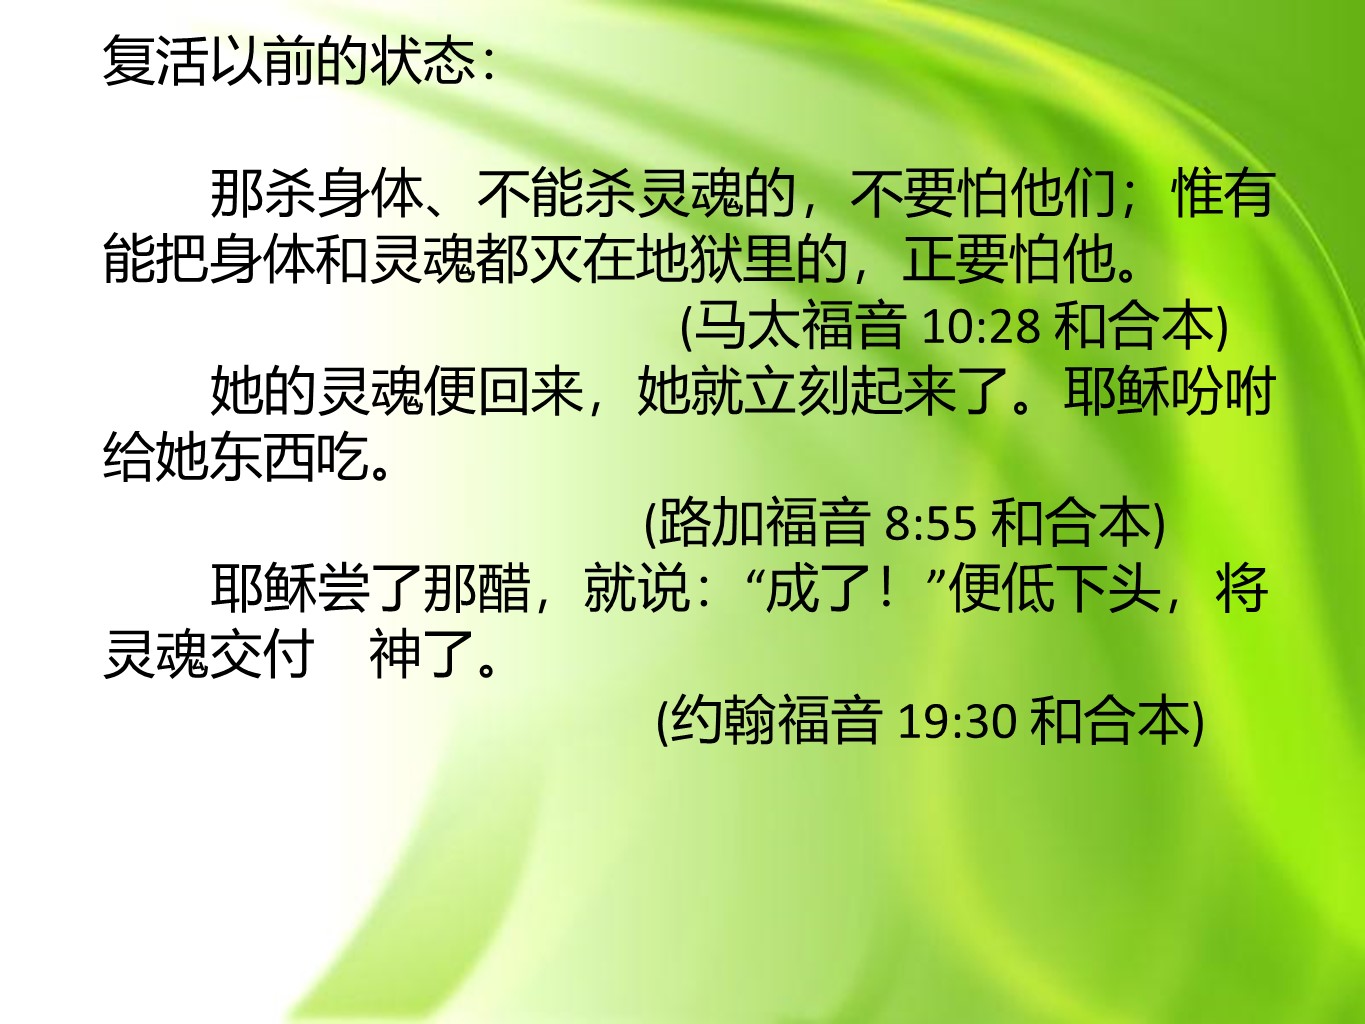 复活以前的状态：
那杀身体、不能杀灵魂的，不要怕他们；惟有
能把身体和灵魂都灭在地狱里的，正要怕他。
(马太福音 10:28 和合本)
她的灵魂便回来，她就立刻起来了。耶稣吩咐
给她东西吃。
(路加福音 8:55 和合本)
耶稣尝了那醋，就说：“成了！”便低下头，将
灵魂交付　神了。
(约翰福音 19:30 和合本)